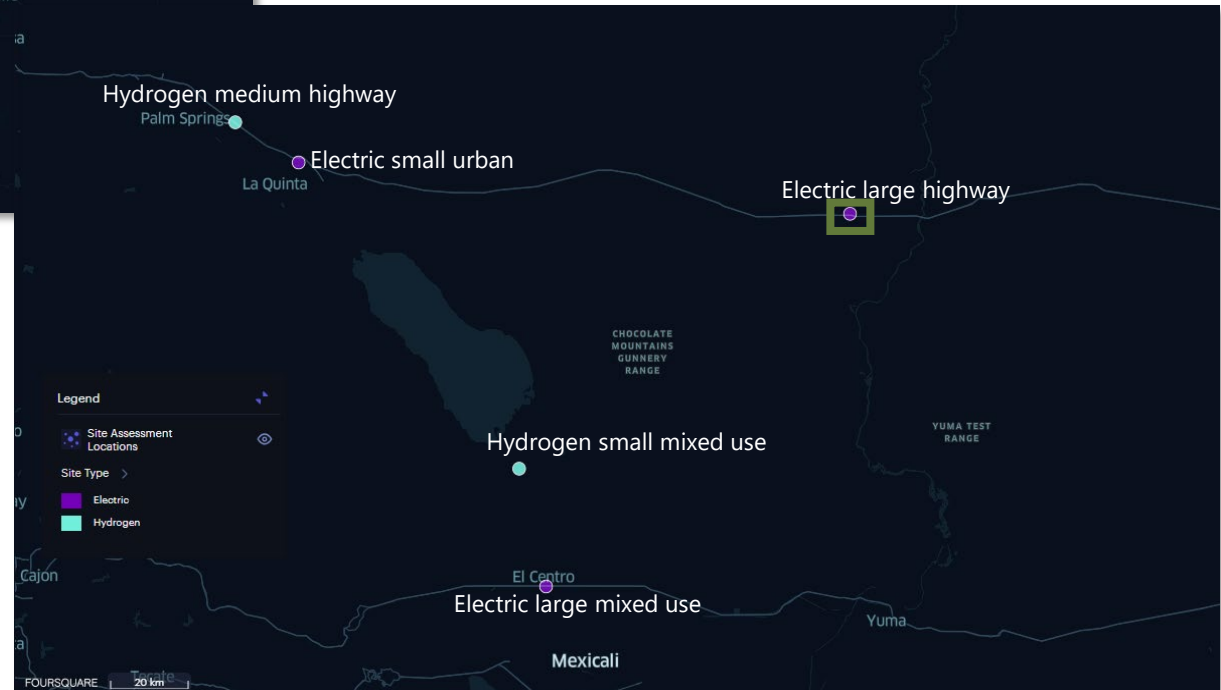 Hydrogen medium highway
Palm Springs
Electric small urban
La Quinta
Electric large highway
CHOCOLATE
MOUNTAINS
GUNNERY
RANGE
Legend
Site Assessment
Locations
Site Type >
Electric
Hydrogen
Hydrogen small mixed use
YUMA TEST
RANGE
Cajon
El Centro
Electric large mixed use
Yuma
Mexicali
Tecate
FOURSQUARE 20 km